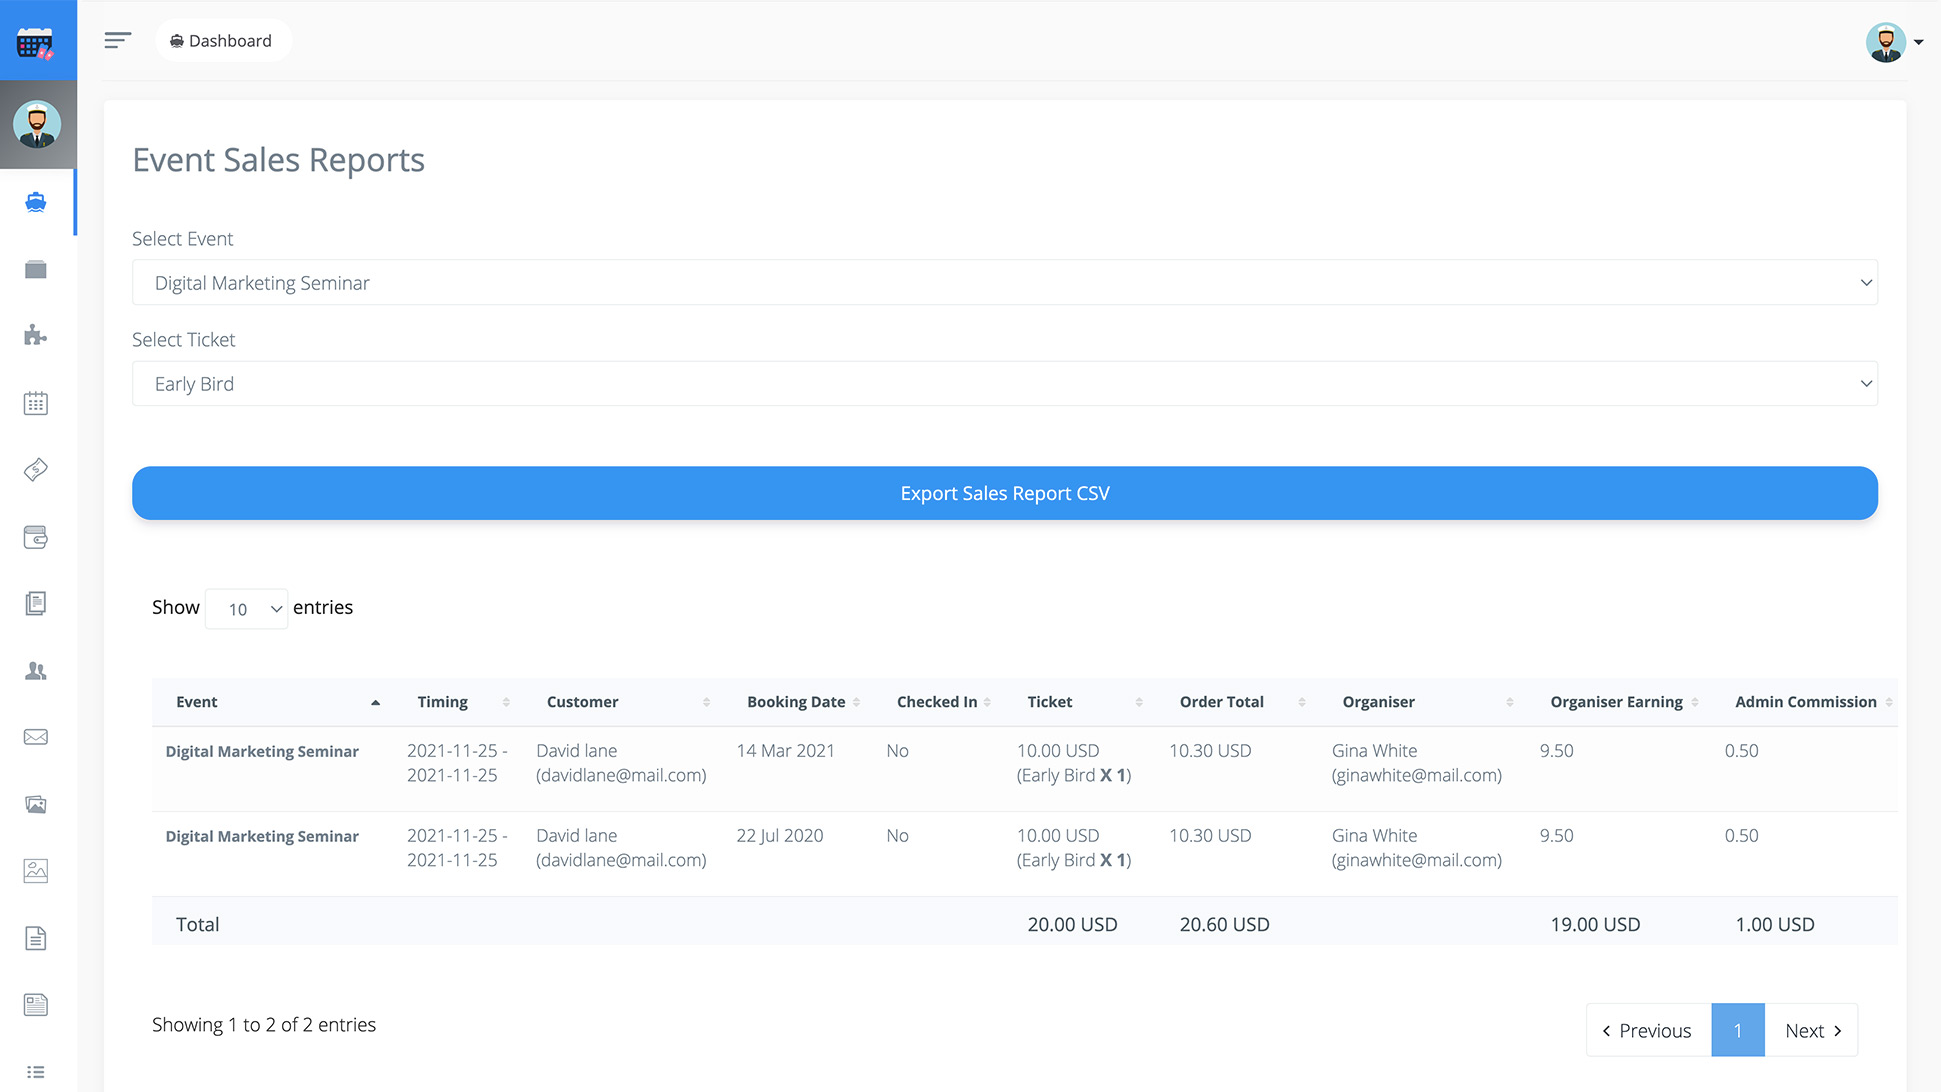 Dashboard
Event Sales Reports
Select Event
Digital Marketing Seminar
Select Ticket
Early Bird
Export Sales Report CSV
Show 10 entries
Event Timing Customer Booking Date Checked In Ticket Order Total Organiser Organiser Earning Admin Commission
Digital Marketing Seminar 2021-11-25 - David lane 14 Mar 2021 No 10.00 USD 10.30 USD Gina White 9.50 0.50
2021-11-25 (davidlane@mail.com) (Early Bird X 1) (ginawhite@mail.com)
Digital Marketing Seminar 2021-11-25 - David lane 22 Jul 2020 No 10.00 USD 10.30 USD Gina White 9.50 0.50
2021-11-25 (davidlane@mail.com) (Early Bird X 1) (ginawhite@mail.com)
Total 20.00 USD 20.60 USD 19.00 USD 1.00 USD
Showing 1 to 2 of 2 entries
Previous 1 Next